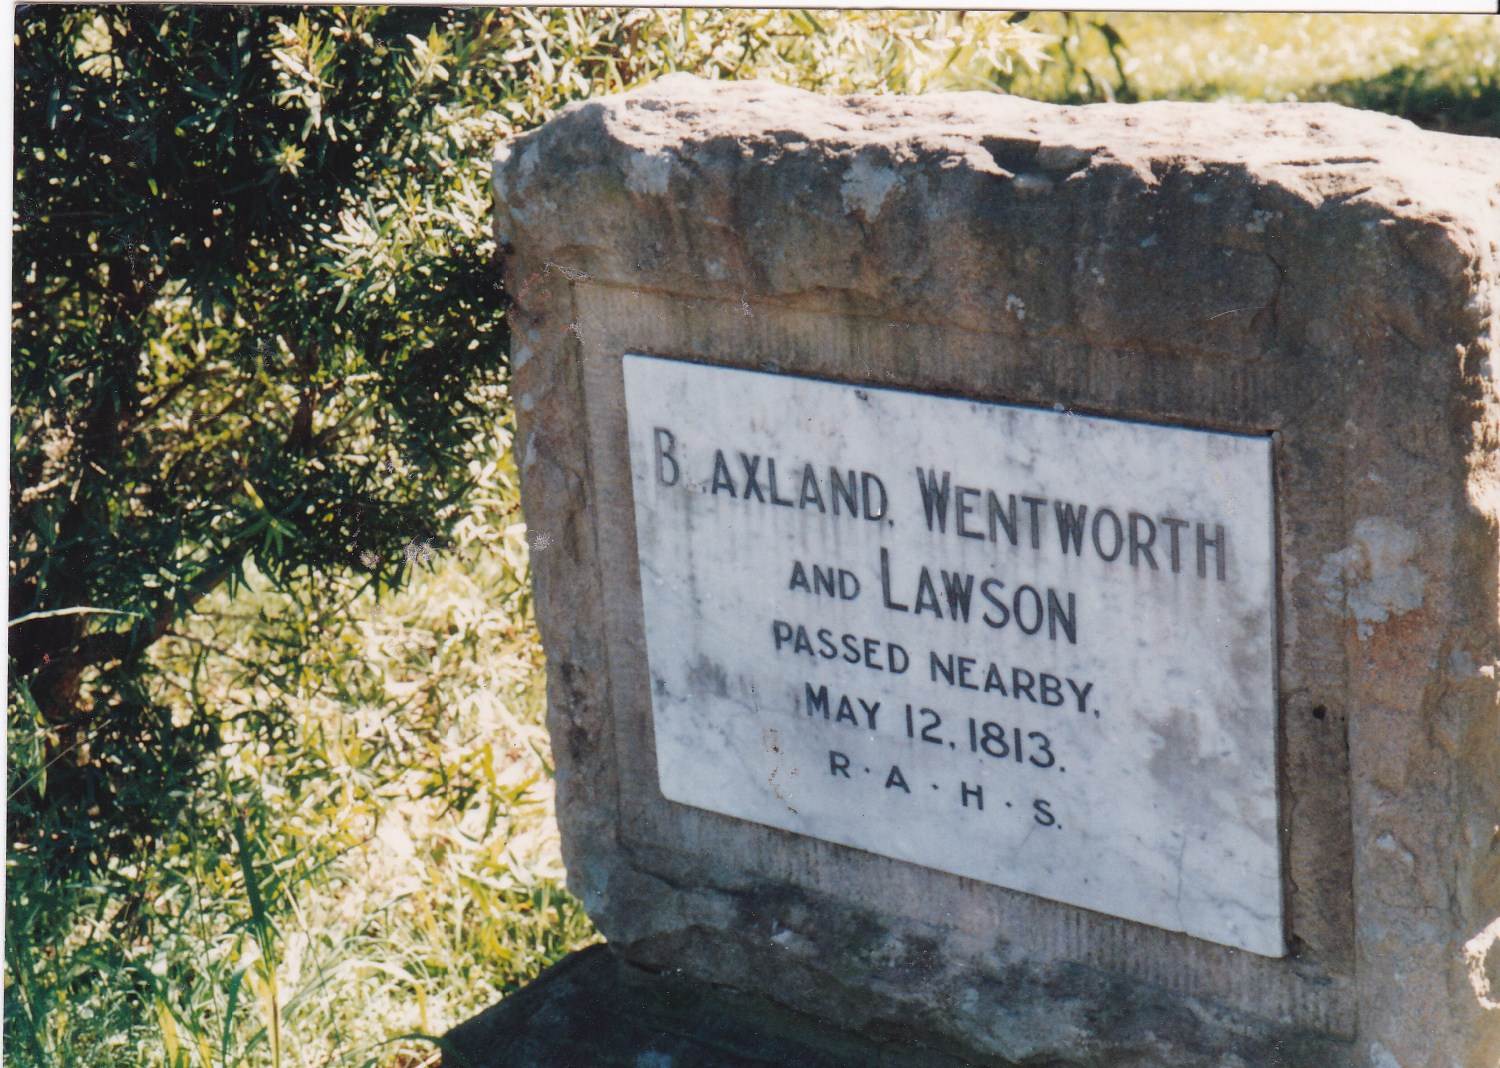 B AXLAND, WENTWORTH
AND LAWSON
PASSED NEARBY,
MAY 12, 1813.
R · A · H · S.